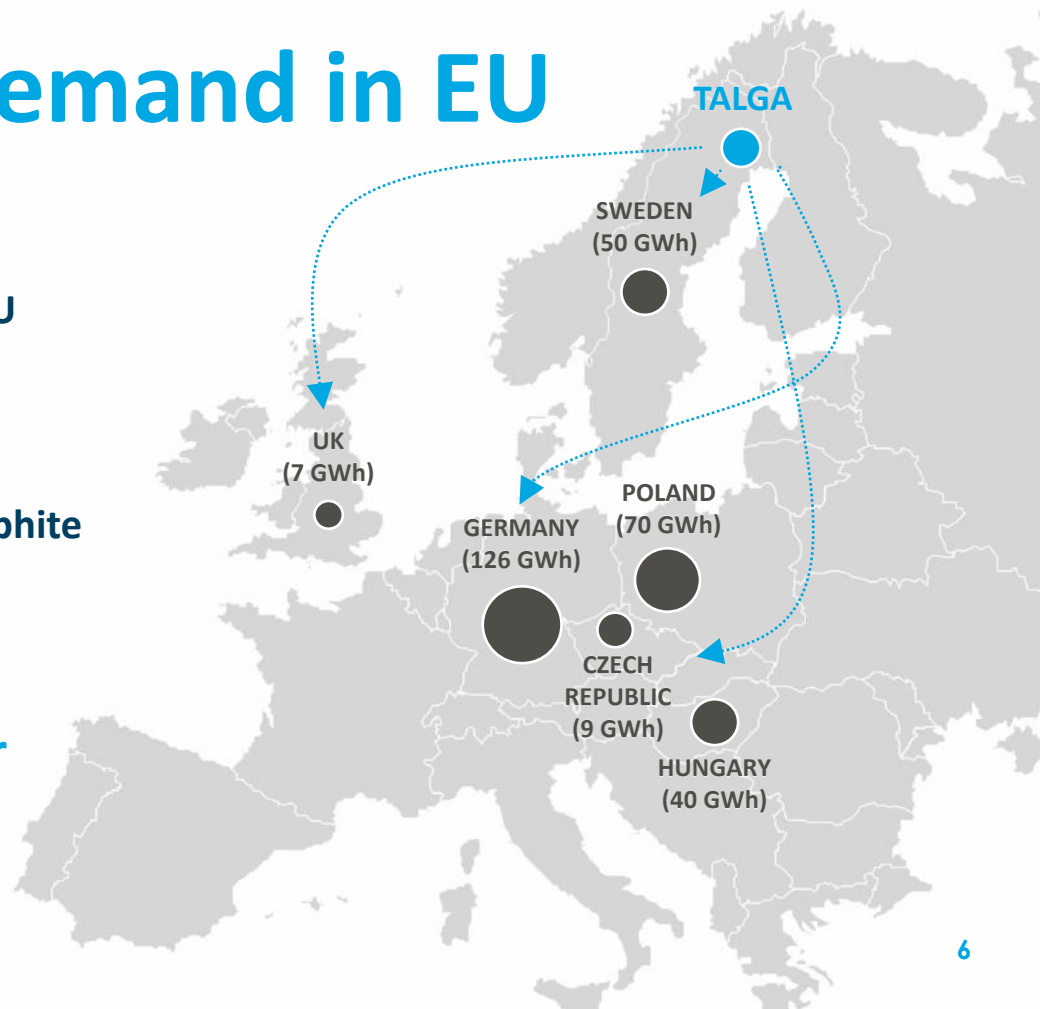 emand in EU
TALGA
SWEDEN
(50 GWh)
U
UK
(7 GWh)
POLAND
(70 GWh)
phite
GERMANY
(126 GWh)
CZECH
REPUBLIC
(9 GWh)
r
HUNGARY
(40 GWh)
6